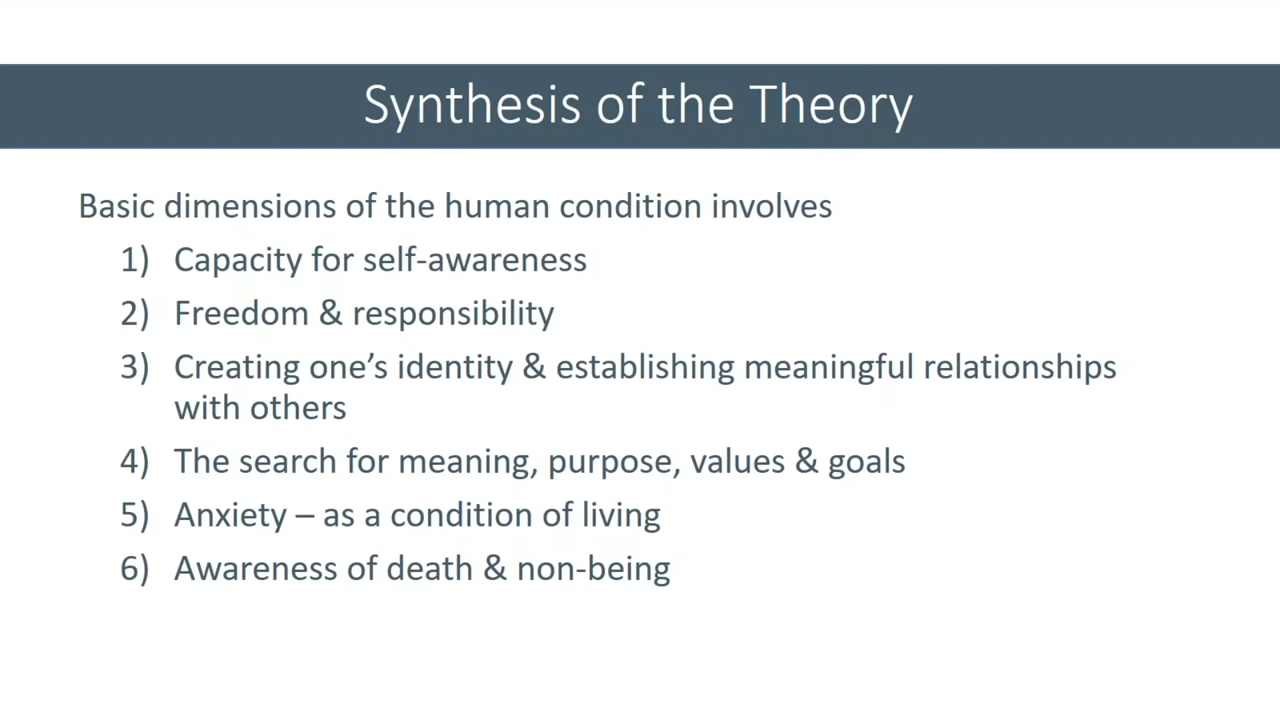 Synthesis of the Theory
Basic dimensions of the human condition involves
1) Capacity for self-awareness
2) Freedom & responsibility
3) Creating one’s identity & establishing meaningful relationships
with others
4) The search for meaning, purpose, values & goals
5) Anxiety – as a condition of living
6) Awareness of death & non-being